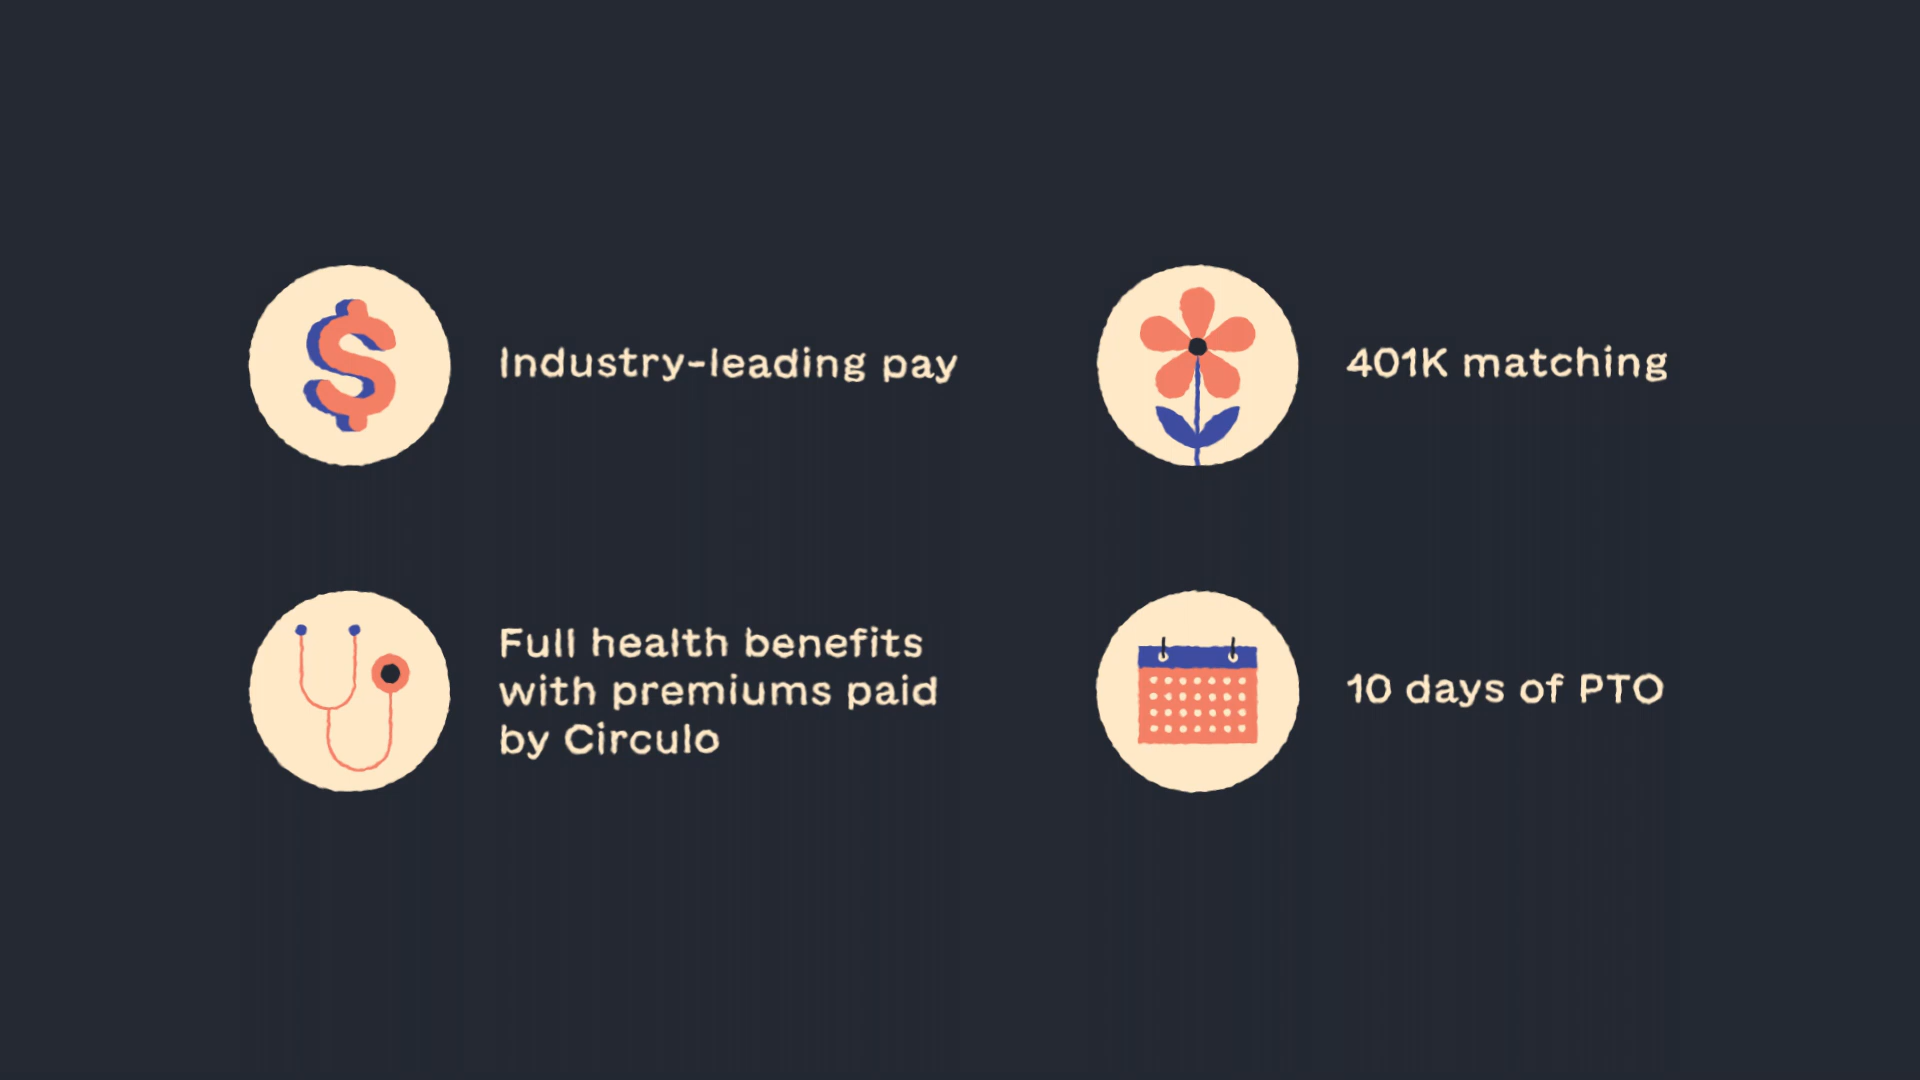 Industry-leading pay
401K matching
Full health benefits
with premiums paid
by Circulo
10 days of PTO